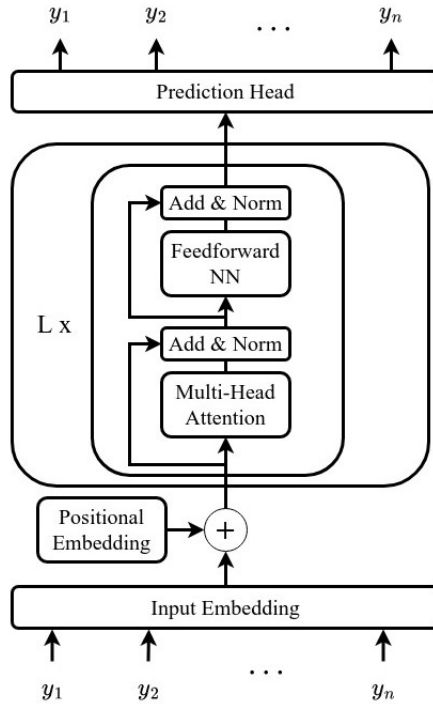 y₁ y₂ ... yₙ
Prediction Head
Add & Norm
Feedforward
NN
L x
Add & Norm
Multi-Head
Attention
Positional
Embedding
+
Input Embedding
y₁ y₂ ... yₙ